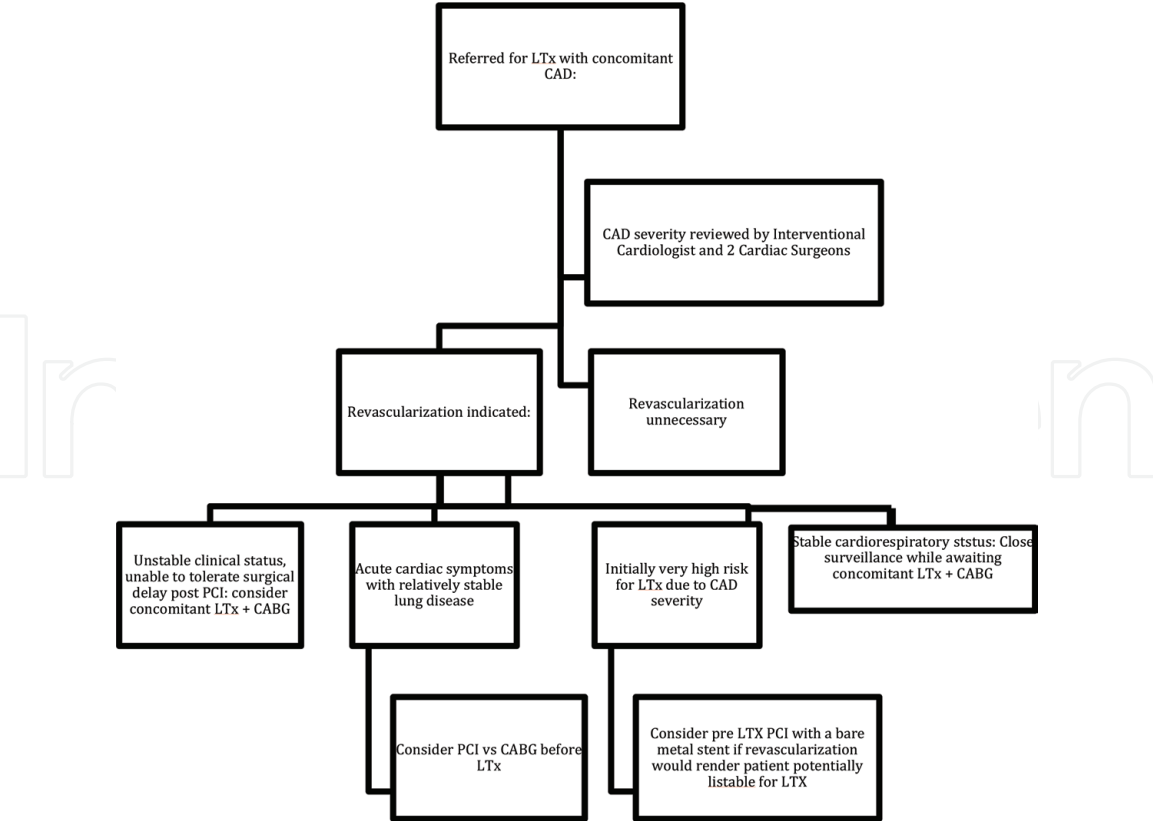 Referred for LTx with concomitant
CAD:
CAD severity reviewed by Interventional
Cardiologist and 2 Cardiac Surgeons
Revascularization indicated:
Revascularization
unnecessary
Unstable clinical status,
unable to tolerate surgical
delay post PCI: consider
concomitant LTx + CABG
Acute cardiac symptoms
with relatively stable
lung disease
Initially very high risk
for LTx due to CAD
severity
Stable cardiorespiratory ststus: Close
surveillance while awaiting
concomitant LTx + CABG
Consider PCI vs CABG before
LTx
Consider pre LTX PCI with a bare
metal stent if revascularization
would render patient potentially
listable for LTX